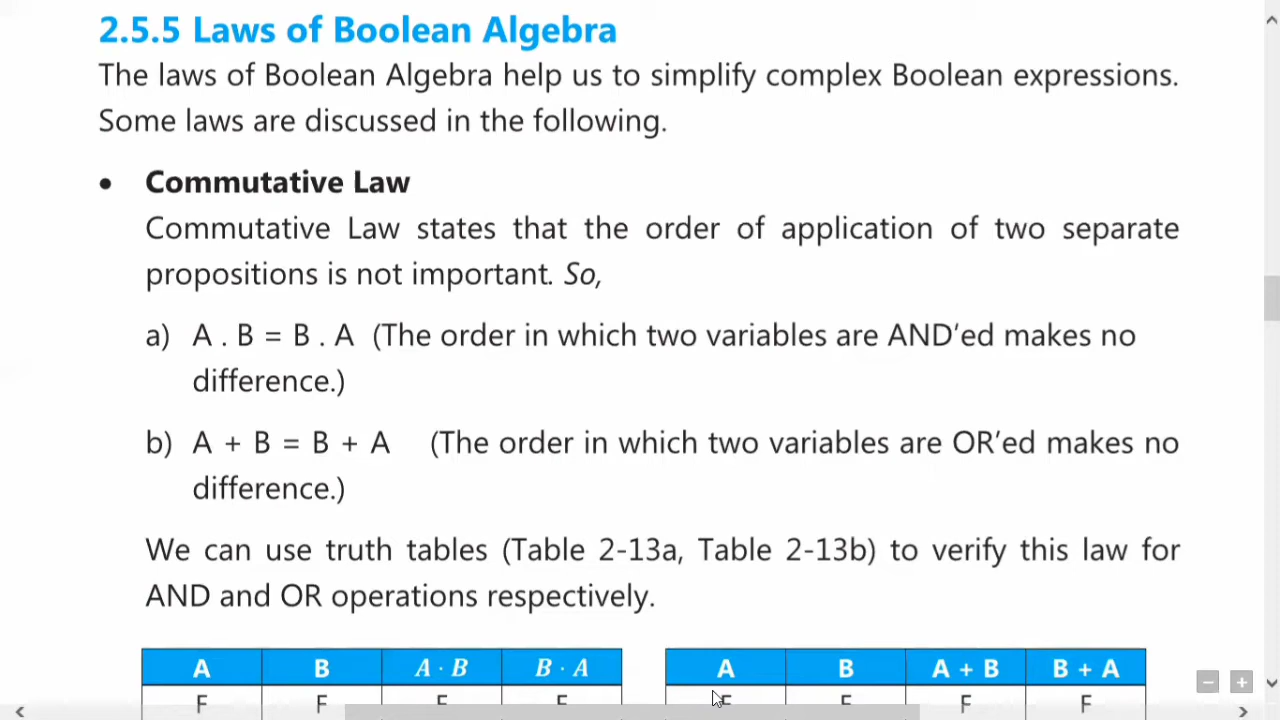 2.5.5 Laws of Boolean Algebra
The laws of Boolean Algebra help us to simplify complex Boolean expressions.
Some laws are discussed in the following.
• Commutative Law
Commutative Law states that the order of application of two separate
propositions is not important. So,
a) A . B = B . A (The order in which two variables are AND'ed makes no
difference.)
b) A + B = B + A (The order in which two variables are OR'ed makes no
difference.)
We can use truth tables (Table 2-13a, Table 2-13b) to verify this law for
AND and OR operations respectively.
A B A · B B · A A B A + B B + A
F F F F F F F F